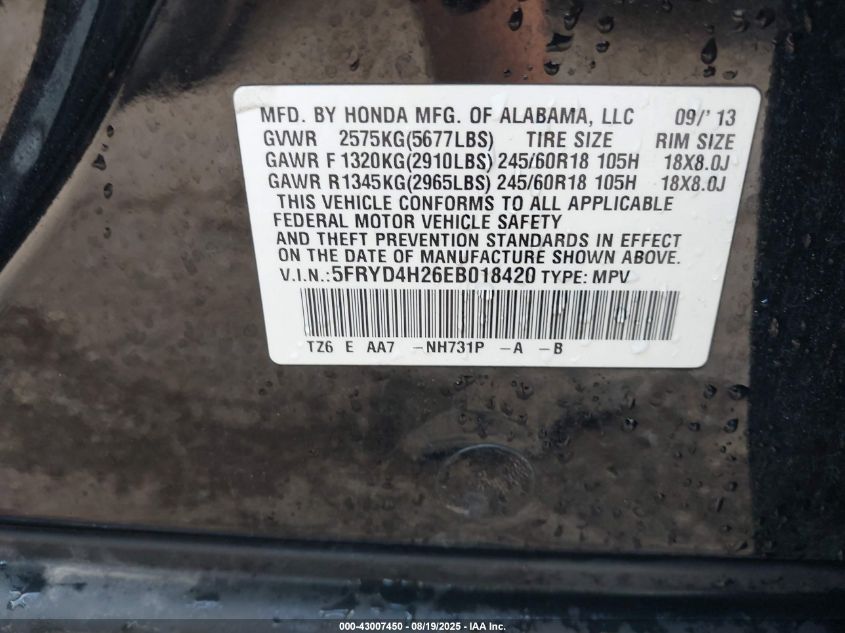 MFD. BY HONDA MFG. OF ALABAMA, LLC 09/' 13
GVWR 2575KG(5677LBS) TIRE SIZE RIM SIZE
GAWR F 1320KG(2910LBS) 245/60R18 105H 18X8.0J
GAWR R1345KG(2965LBS) 245/60R18 105H 18X8.0J
THIS VEHICLE CONFORMS TO ALL APPLICABLE
FEDERAL MOTOR VEHICLE SAFETY
AND THEFT PREVENTION STANDARDS IN EFFECT
ON THE DATE OF MANUFACTURE SHOWN ABOVE.
V.I.N.:5FRYD4H26EB018420 TYPE: MPV
TZ6 E AA7 -NH731P -A -B
000-43007450 - 08/19/2025 - IAA Inc.